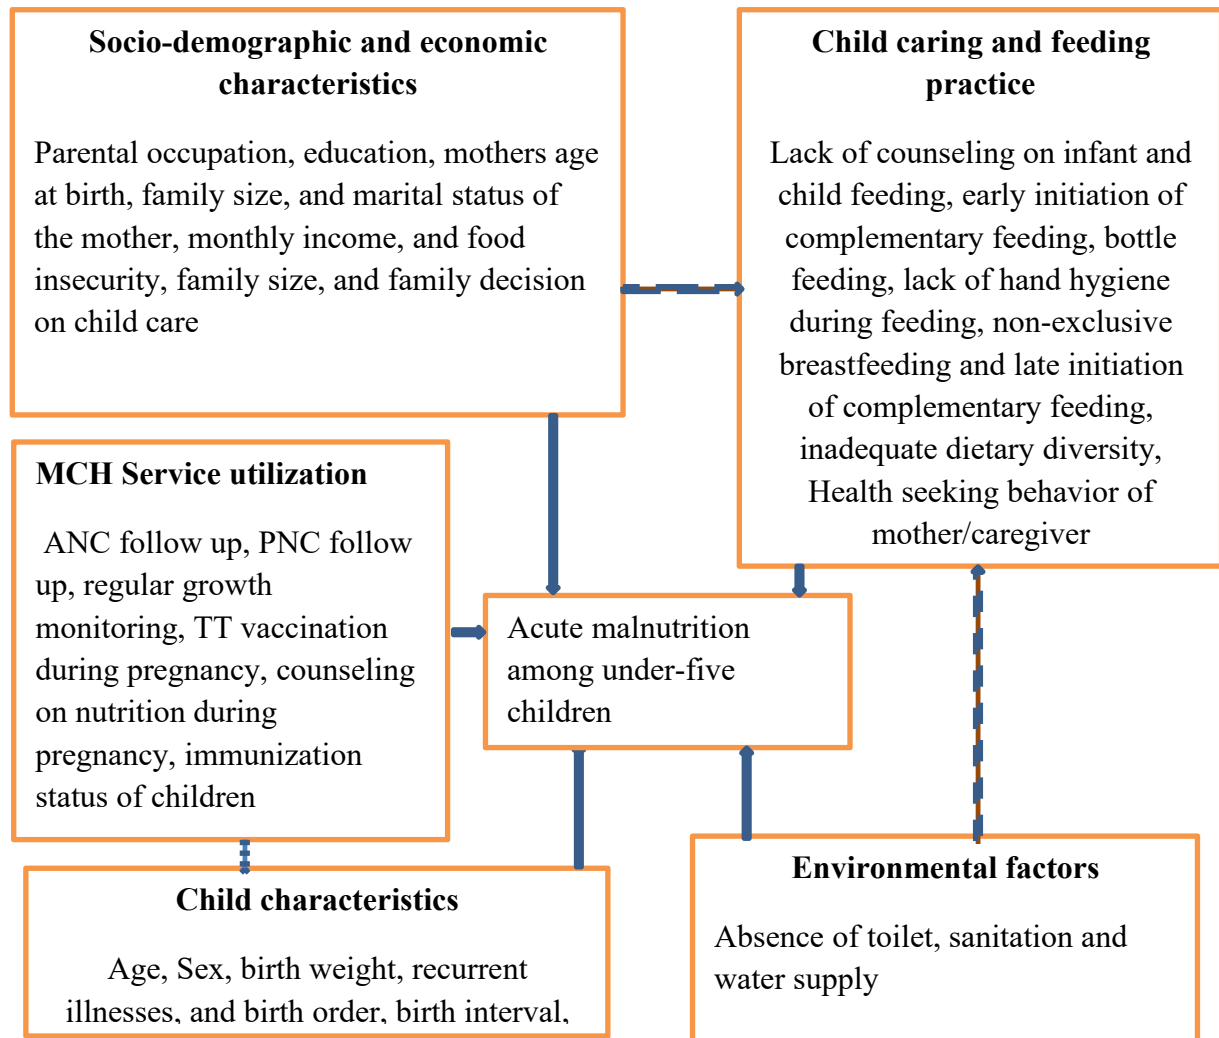 Socio-demographic and economic
characteristics
Parental occupation, education, mothers age
at birth, family size, and marital status of
the mother, monthly income, and food
insecurity, family size, and family decision
on child care
Child caring and feeding
practice
Lack of counseling on infant and
child feeding, early initiation of
complementary feeding, bottle
feeding, lack of hand hygiene
during feeding, non-exclusive
breastfeeding and late initiation
of complementary feeding,
inadequate dietary diversity,
Health seeking behavior of
mother/caregiver
MCH Service utilization
ANC follow up, PNC follow
up, regular growth
monitoring, TT vaccination
during pregnancy, counseling
on nutrition during
pregnancy, immunization
status of children
Acute malnutrition
among under-five
children
Child characteristics
Age, Sex, birth weight, recurrent
illnesses, and birth order, birth interval,
Environmental factors
Absence of toilet, sanitation and
water supply